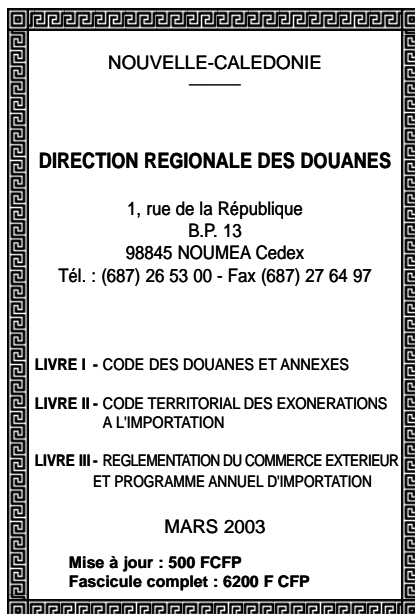 NOUVELLE-CALEDONIE
DIRECTION REGIONALE DES DOUANES
1, rue de la République
B.P. 13
98845 NOUMEA Cedex
Tél. : (687) 26 53 00 - Fax (687) 27 64 97
LIVRE I - CODE DES DOUANES ET ANNEXES
LIVRE II - CODE TERRITORIAL DES EXONERATIONS
A L'IMPORTATION
LIVRE III - REGLEMENTATION DU COMMERCE EXTERIEUR
ET PROGRAMME ANNUEL D'IMPORTATION
MARS 2003
Mise à jour : 500 FCFP
Fascicule complet : 6200 F CFP